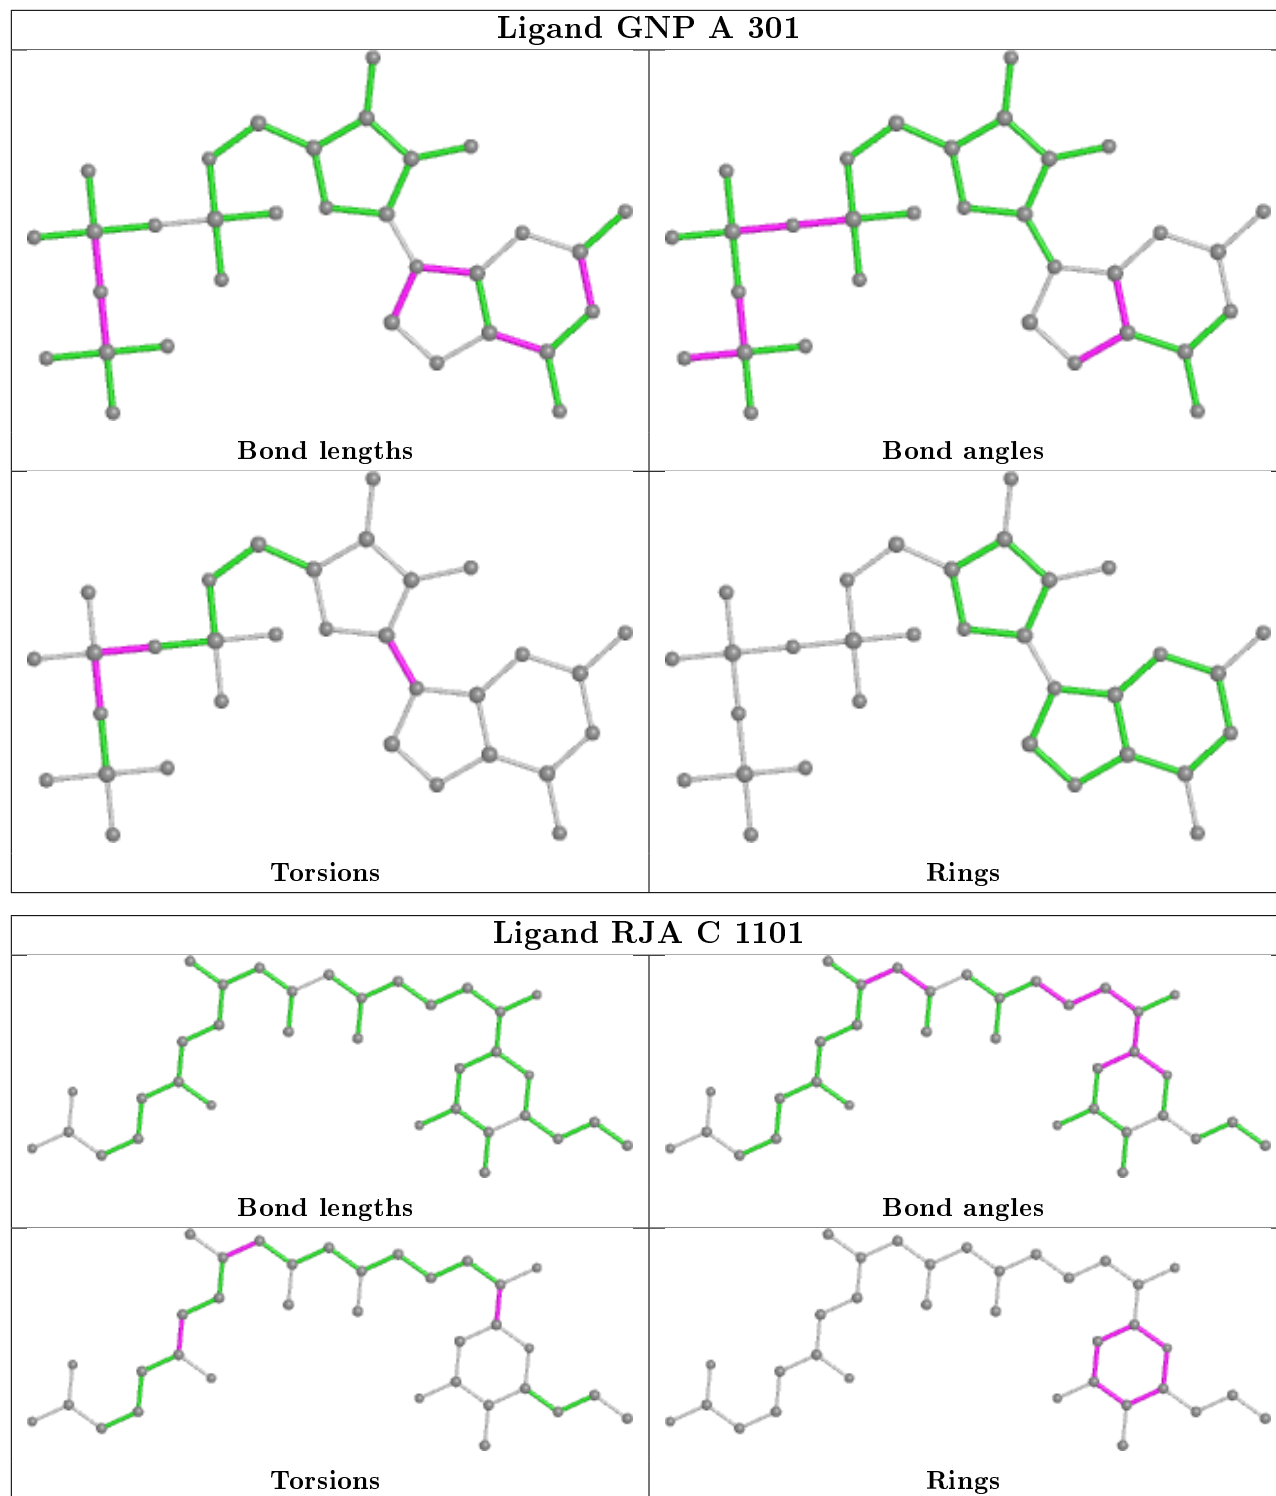 Ligand GNP A 301
Bond lengths
Bond angles
Torsions
Rings
Ligand RJA C 1101
Bond lengths
Bond angles
Torsions
Rings